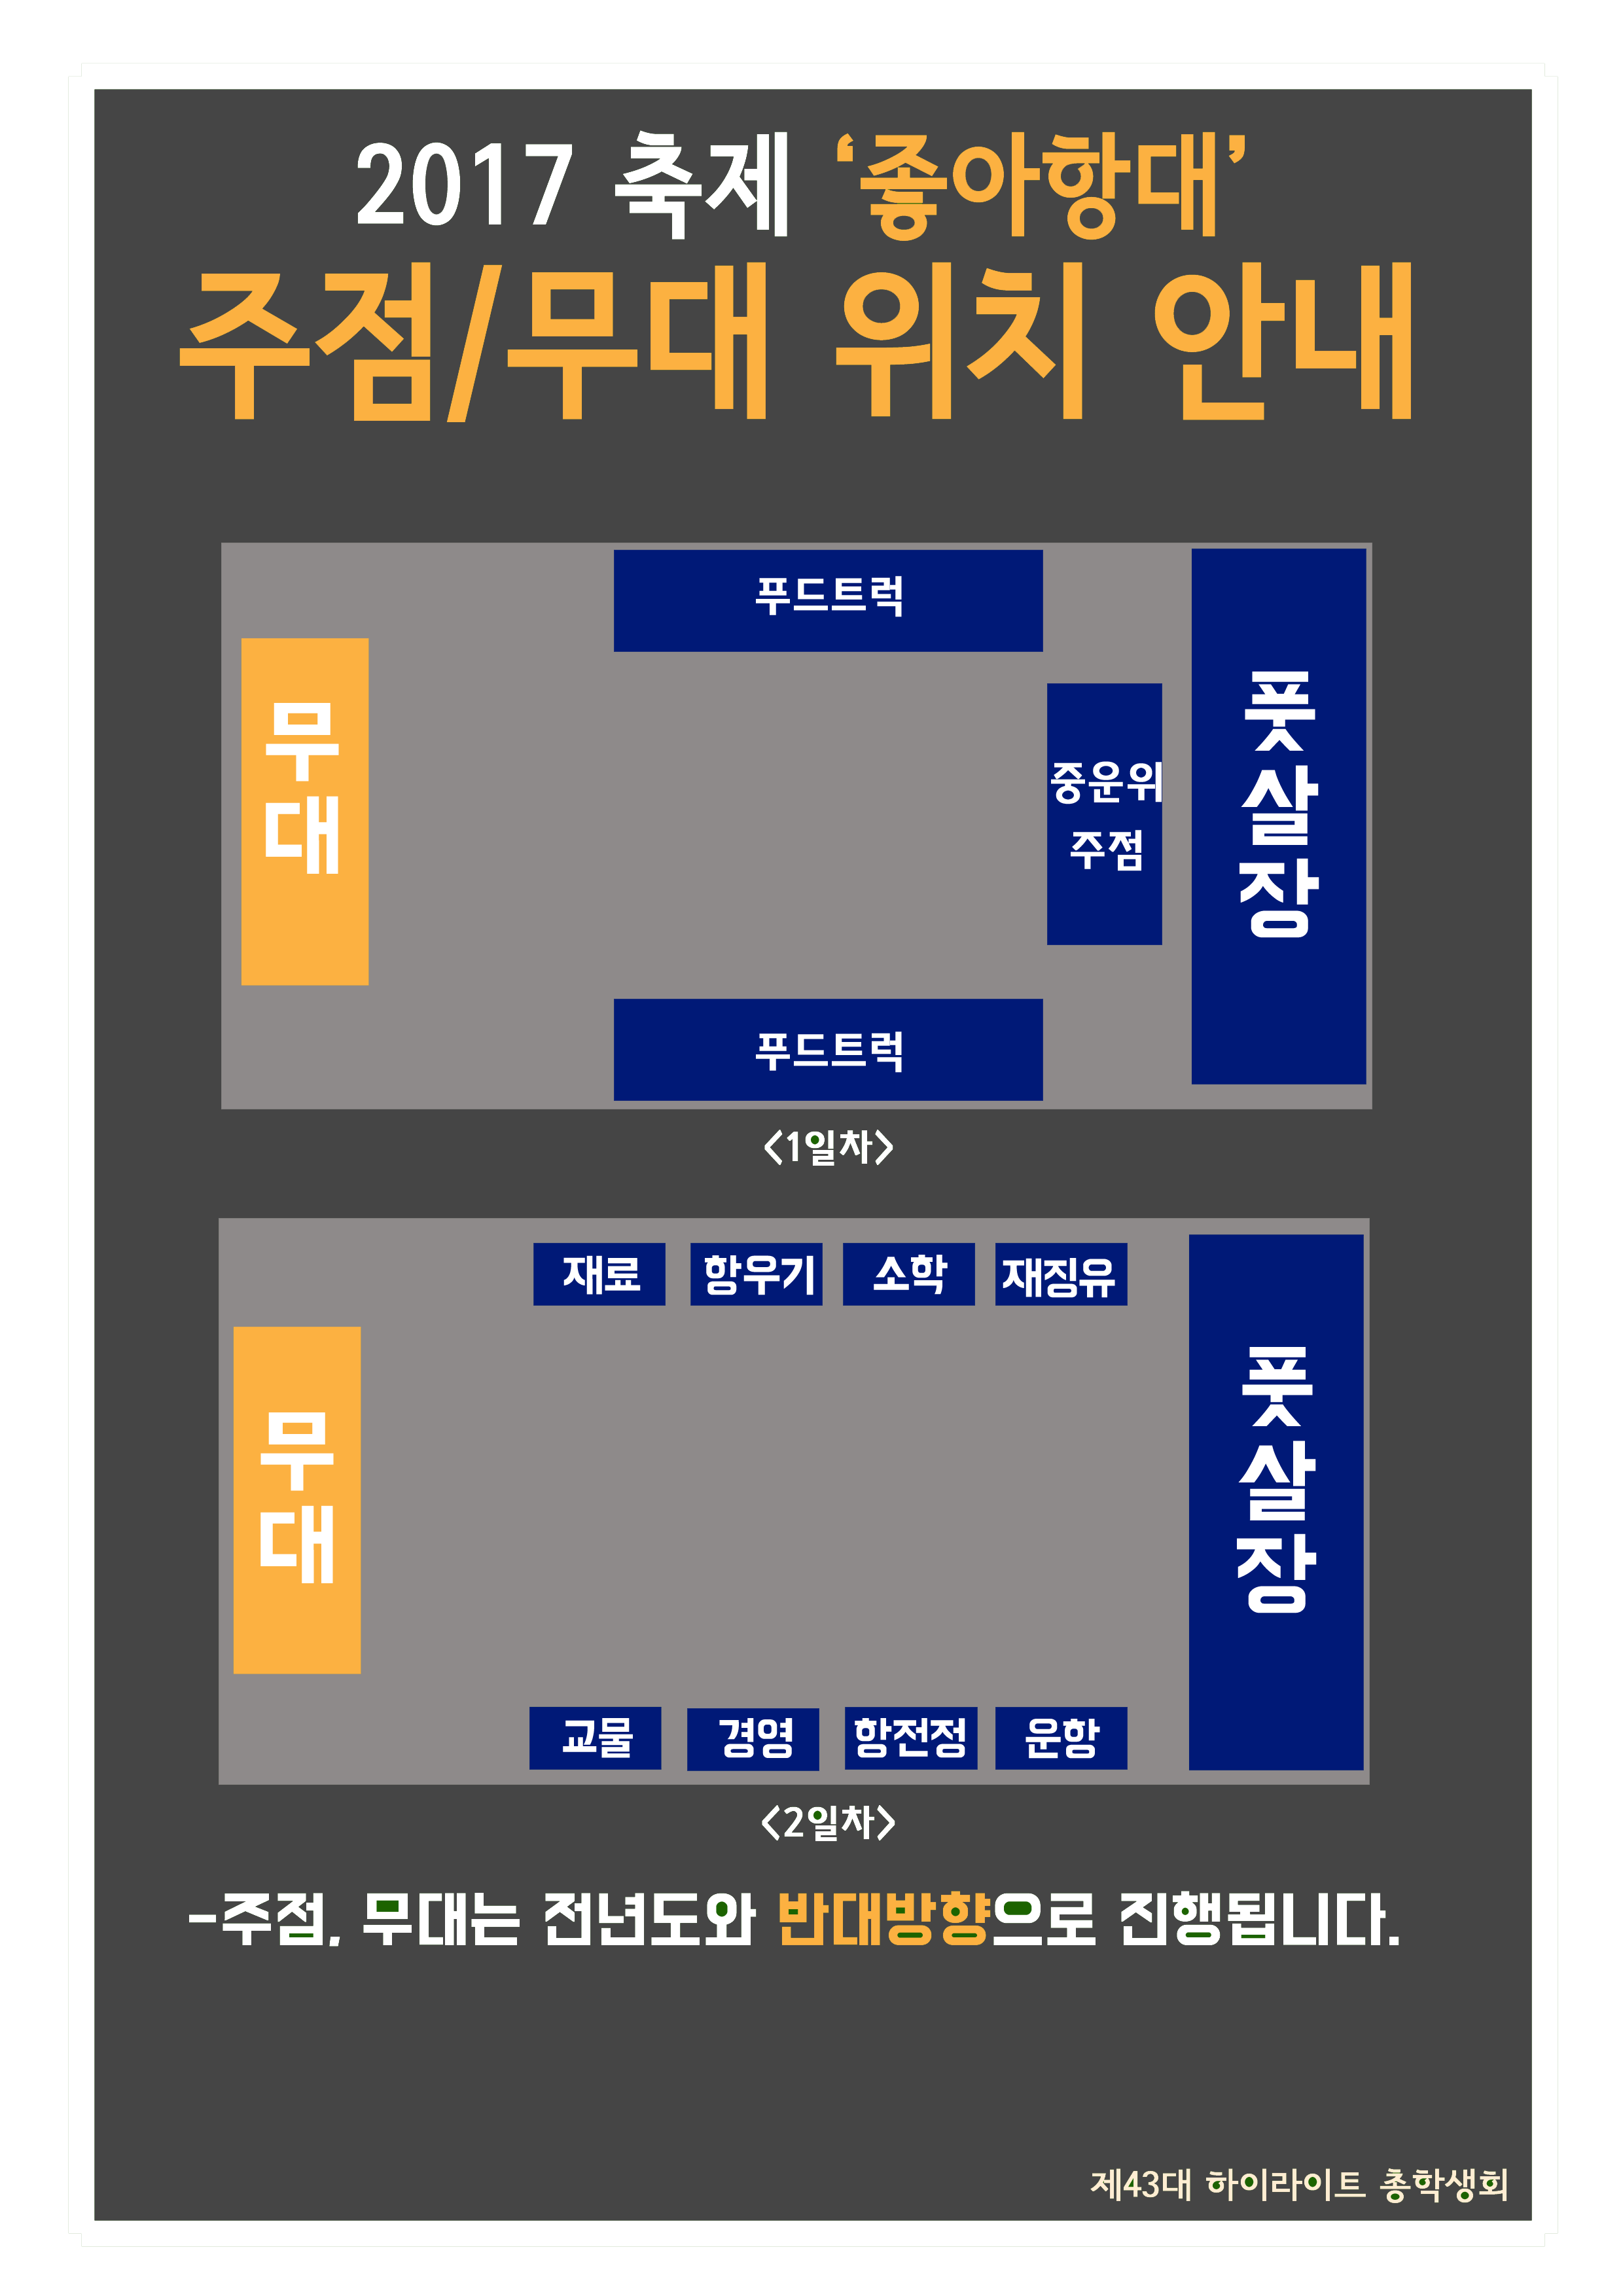 2017 축제 ‘좋아항대’
주점/무대 위치 안내
푸드트럭
무대
중운위
주점
풋살장
푸드트럭
<1일차>
재료
항우기
소학
재징유
무대
풋살장
교물
경영
항전정
운항
<2일차>
-주점, 무대는 전년도와 반대방향으로 진행됩니다.
제43대 하이라이트 총학생회